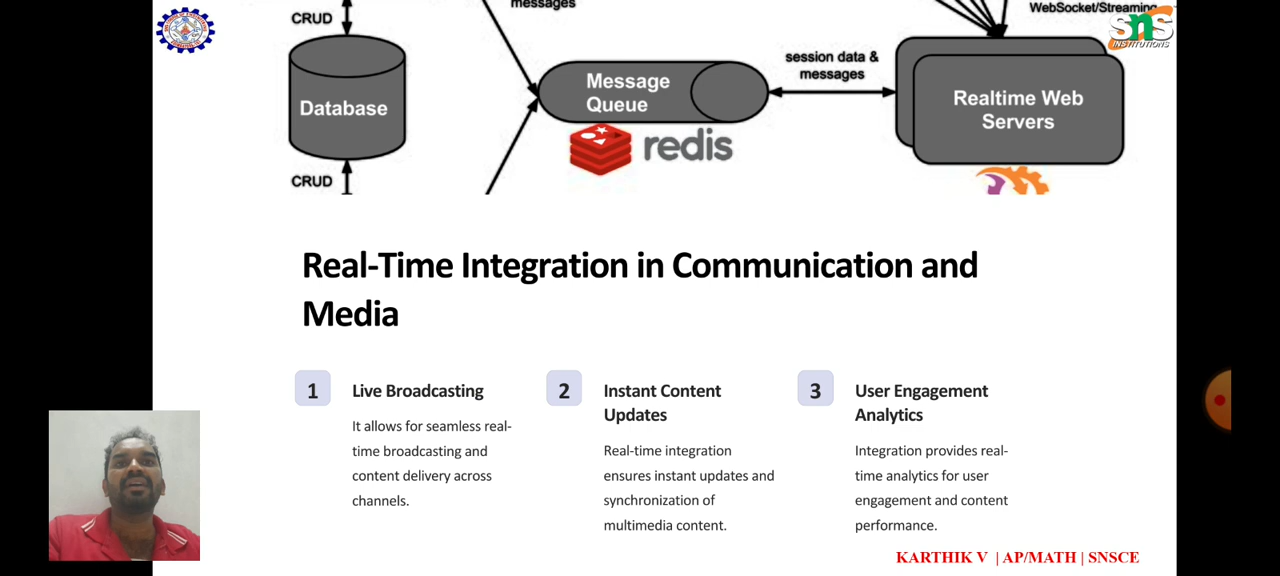 messages
WebSocket/Streaming
CRUD
SNS
INSTITUTIONS
session data &
messages
Message
Queue
Database
Realtime Web
Servers
redis
CRUD
Real-Time Integration in Communication and
Media
1
Live Broadcasting
It allows for seamless real-
time broadcasting and
content delivery across
channels.
2
Instant Content
Updates
Real-time integration
ensures instant updates and
synchronization of
multimedia content.
3
User Engagement
Analytics
Integration provides real-
time analytics for user
engagement and content
performance.
KARTHIK V | AP/MATH | SNSCE